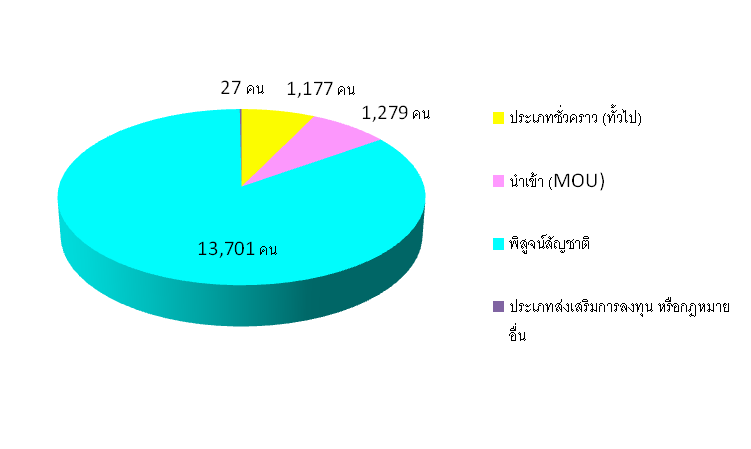 27 คน
1,177 คน
1,279 คน
13,701 คน
ประเภทชั่วคราว (ทั้วไป)
นำเข้า (MOU)
พิสูจน์สัญชาติ
ประเภทส่งเสริมการลงทุน หรือกฎหมาย
อื่น